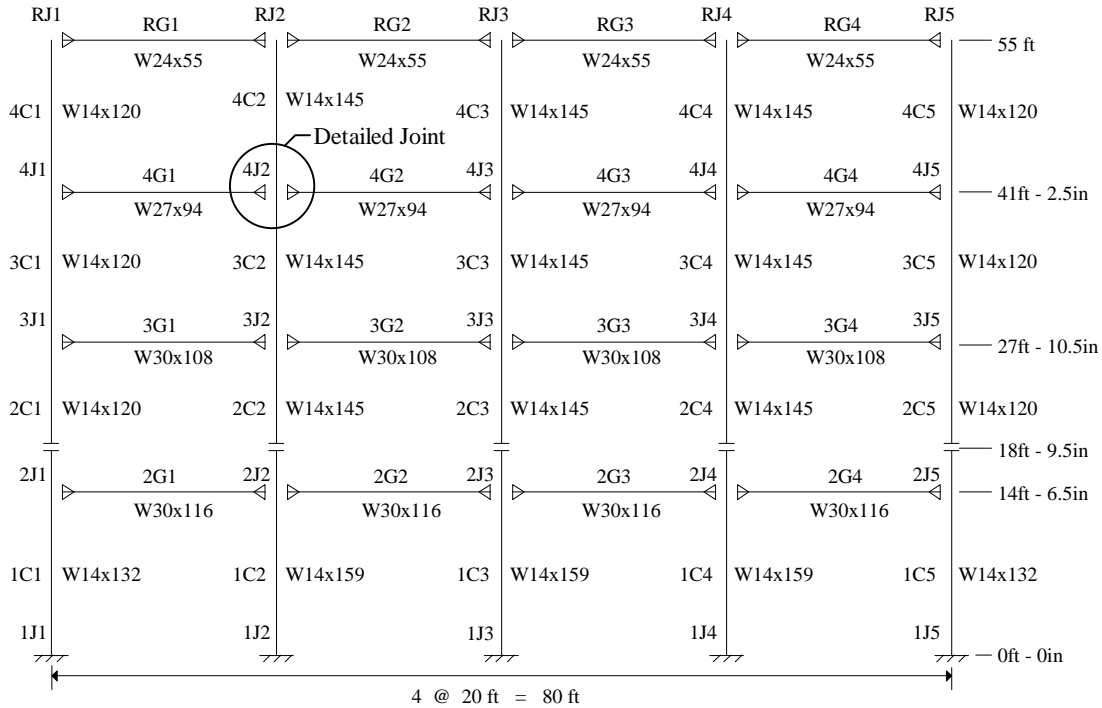 RJ1 RJ2 RJ3 RJ4 RJ5
RG1 RG2 RG3 RG4
55 ft
W24x55 W24x55 W24x55 W24x55
4C1 W14x120 4C2 W14x145 4C3 W14x145 4C4 W14x145 4C5 W14x120
Detailed Joint
4J1 4J2 4J3 4J4 4J5
4G1 4G2 4G3 4G4
41ft - 2.5in
W27x94 W27x94 W27x94 W27x94
3C1 W14x120 3C2 W14x145 3C3 W14x145 3C4 W14x145 3C5 W14x120
3J1 3J2 3J3 3J4 3J5
3G1 3G2 3G3 3G4
27ft - 10.5in
W30x108 W30x108 W30x108 W30x108
2C1 W14x120 2C2 W14x145 2C3 W14x145 2C4 W14x145 2C5 W14x120
18ft - 9.5in
2J1 2G1 2J2 2G2 2J3 2G3 2J4 2G4 2J5
14ft - 6.5in
W30x116 W30x116 W30x116 W30x116
1C1 W14x132 1C2 W14x159 1C3 W14x159 1C4 W14x159 1C5 W14x132
1J1 1J2 1J3 1J4 1J5
0ft - 0in
4 @ 20 ft = 80 ft